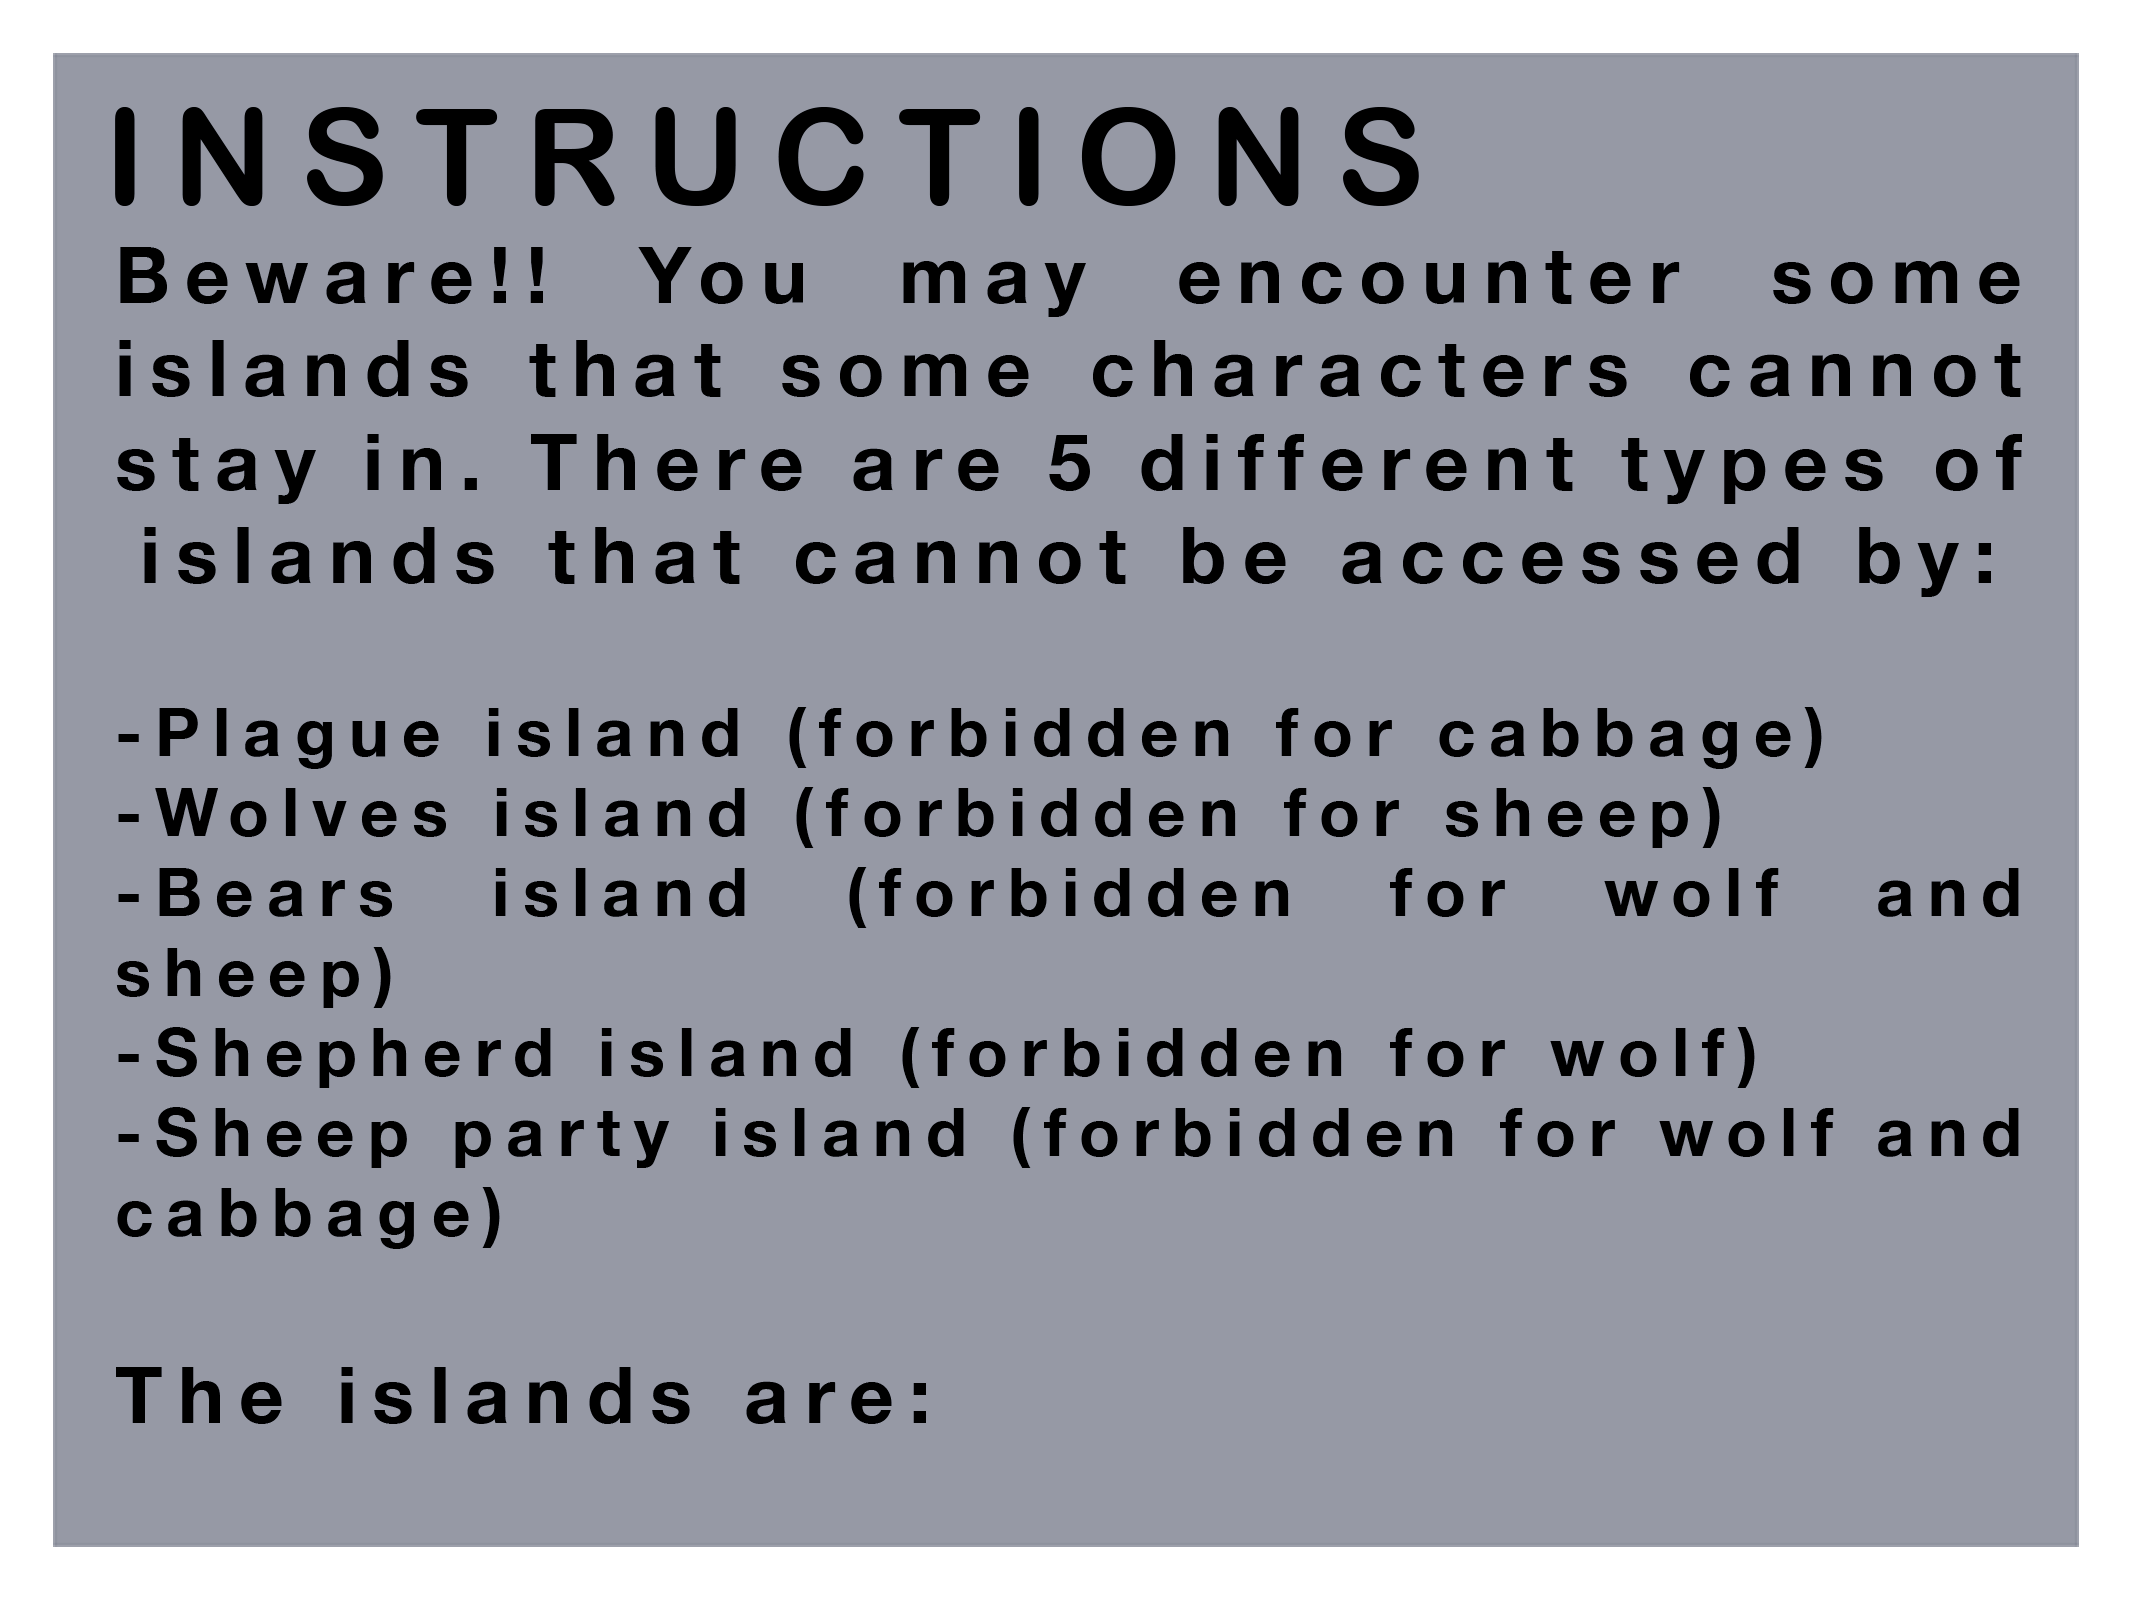 INSTRUCTIONS
Beware!! You may encounter some
islands that some characters cannot
stay in. There are 5 different types of
islands that cannot be accessed by:
-Plague island (forbidden for cabbage)
-Wolves island (forbidden for sheep)
-Bears island (forbidden for wolf and
sheep)
-Shepherd island (forbidden for wolf)
-Sheep party island (forbidden for wolf and
cabbage)
The islands are: